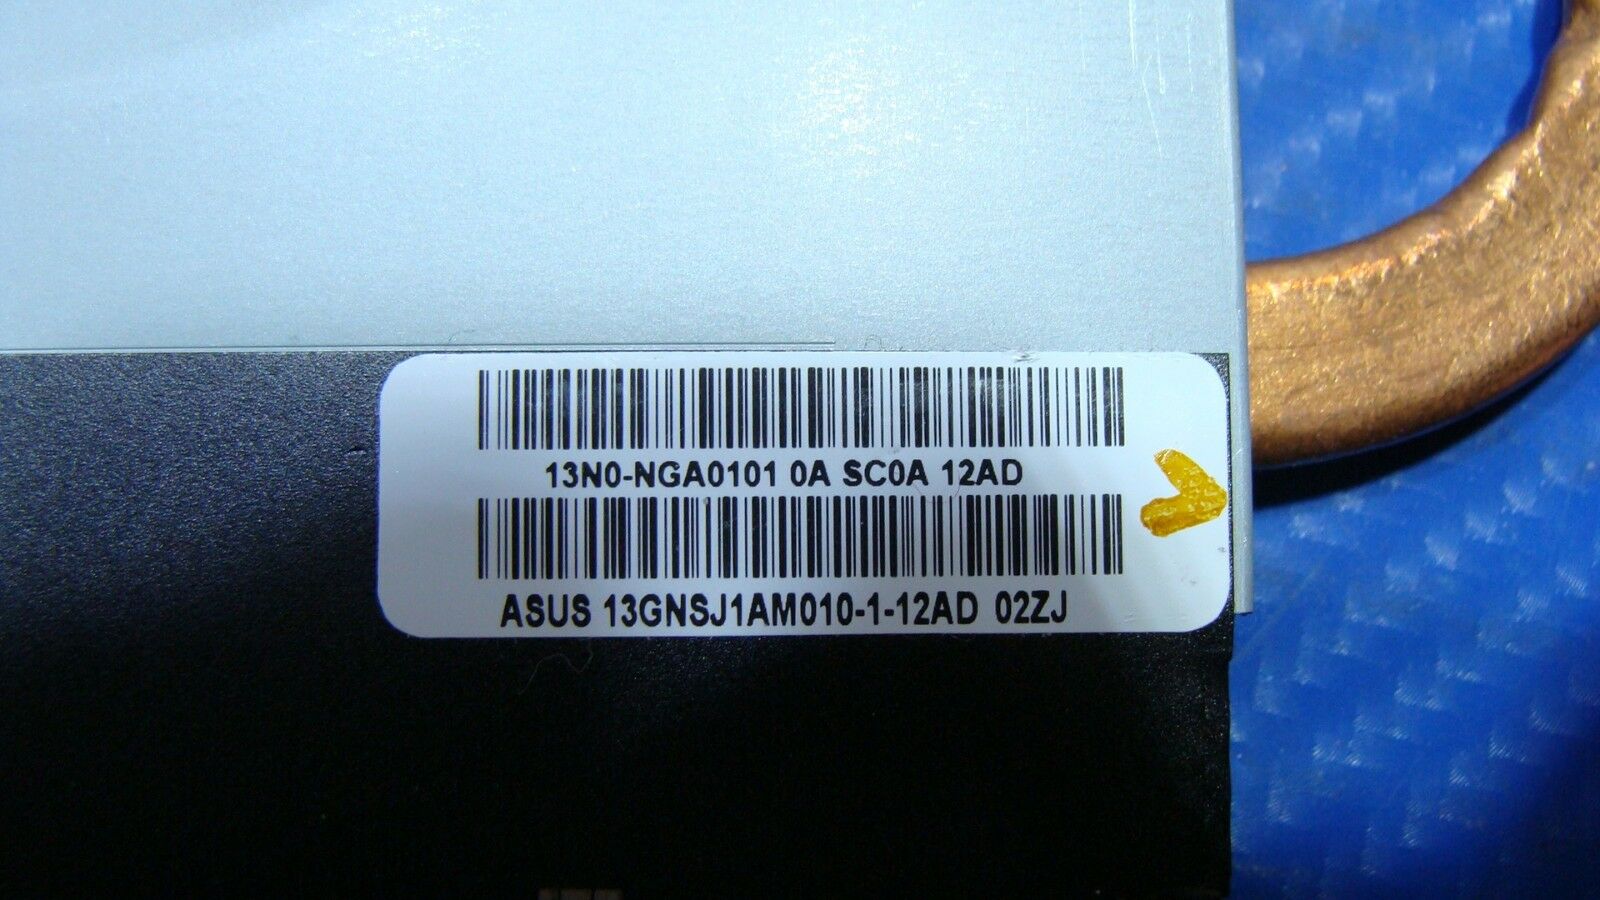 13N0-NGA0101 0A SC0A 12AD
ASUS 13GNSJ1AM010-1-12AD 02ZJ